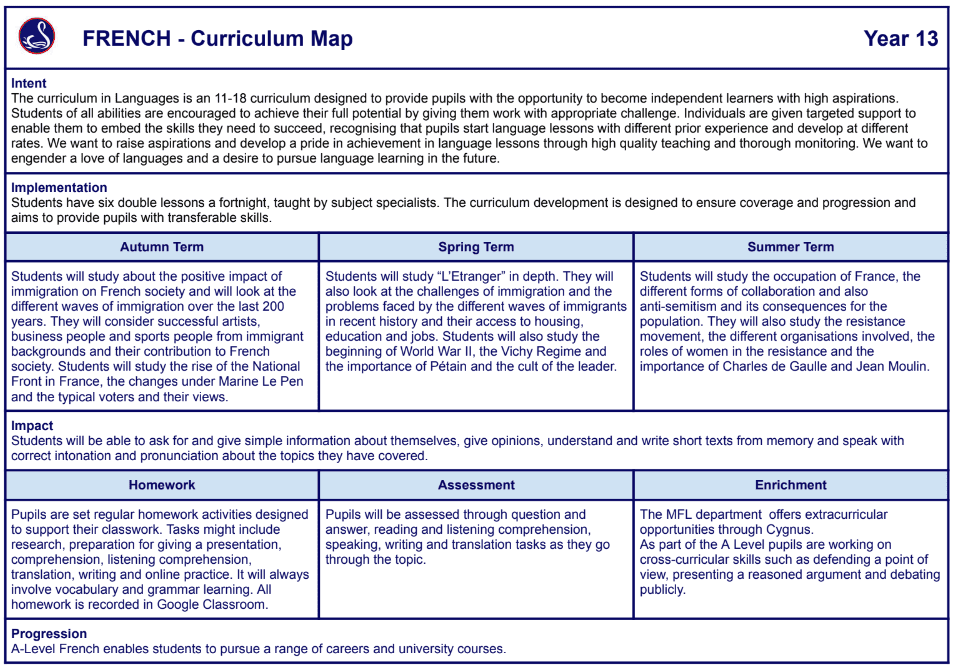 FRENCH - Curriculum Map
Year 13
Intent
The curriculum in Languages is an 11-18 curriculum designed to provide pupils with the opportunity to become independent learners with high aspirations.
Students of all abilities are encouraged to achieve their full potential by giving them work with appropriate challenge. Individuals are given targeted support to
enable them to embed the skills they need to succeed, recognising that pupils start language lessons with different prior experience and develop at different
rates. We want to raise aspirations and develop a pride in achievement in language lessons through high quality teaching and thorough monitoring. We want to
engender a love of languages and a desire to pursue language learning in the future.
Implementation
Students have six double lessons a fortnight, taught by subject specialists. The curriculum development is designed to ensure coverage and progression and
aims to provide pupils with transferable skills.
Autumn Term
Students will study about the positive impact of
immigration on French society and will look at the
different waves of immigration over the last 200
years. They will consider successful artists,
business people and sports people from immigrant
backgrounds and their contribution to French
society. Students will study the rise of the National
Front in France, the changes under Marine Le Pen
and the typical voters and their views.
Spring Term
Students will study “L’Etranger” in depth. They will
also look at the challenges of immigration and the
problems faced by the different waves of immigrants
in recent history and their access to housing,
education and jobs. Students will also study the
beginning of World War II, the Vichy Regime and
the importance of Pétain and the cult of the leader.
Summer Term
Students will study the occupation of France, the
different forms of collaboration and also
anti-semitism and its consequences for the
population. They will also study the resistance
movement, the different organisations involved, the
roles of women in the resistance and the
importance of Charles de Gaulle and Jean Moulin.
Impact
Students will be able to ask for and give simple information about themselves, give opinions, understand and write short texts from memory and speak with
correct intonation and pronunciation about the topics they have covered.
Homework
Pupils are set regular homework activities designed
to support their classwork. Tasks might include
research, preparation for giving a presentation,
comprehension, listening comprehension,
translation, writing and online practice. It will always
involve vocabulary and grammar learning. All
homework is recorded in Google Classroom.
Assessment
Pupils will be assessed through question and
answer, reading and listening comprehension,
speaking, writing and translation tasks as they go
through the topic.
Enrichment
The MFL department offers extracurricular
opportunities through Cygnus.
As part of the A Level pupils are working on
cross-curricular skills such as defending a point of
view, presenting a reasoned argument and debating
publicly.
Progression
A-Level French enables students to pursue a range of careers and university courses.